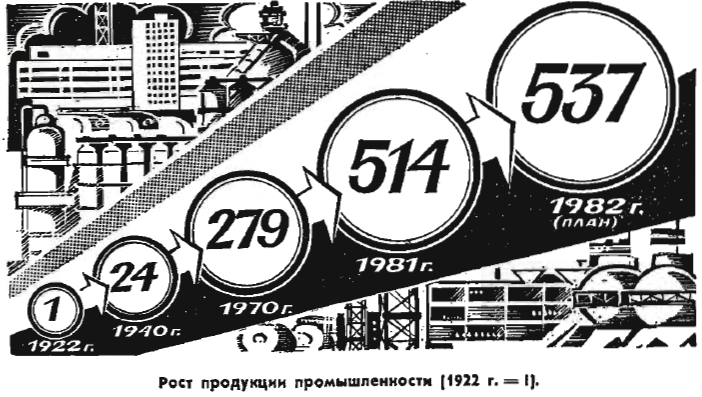 537
514
1982 г.
(ПЛАН)
279
1981 г.
24
1970 г.
1
1940 г.
1922 г.
Рост продукции промышленности (1922 г. = 1).